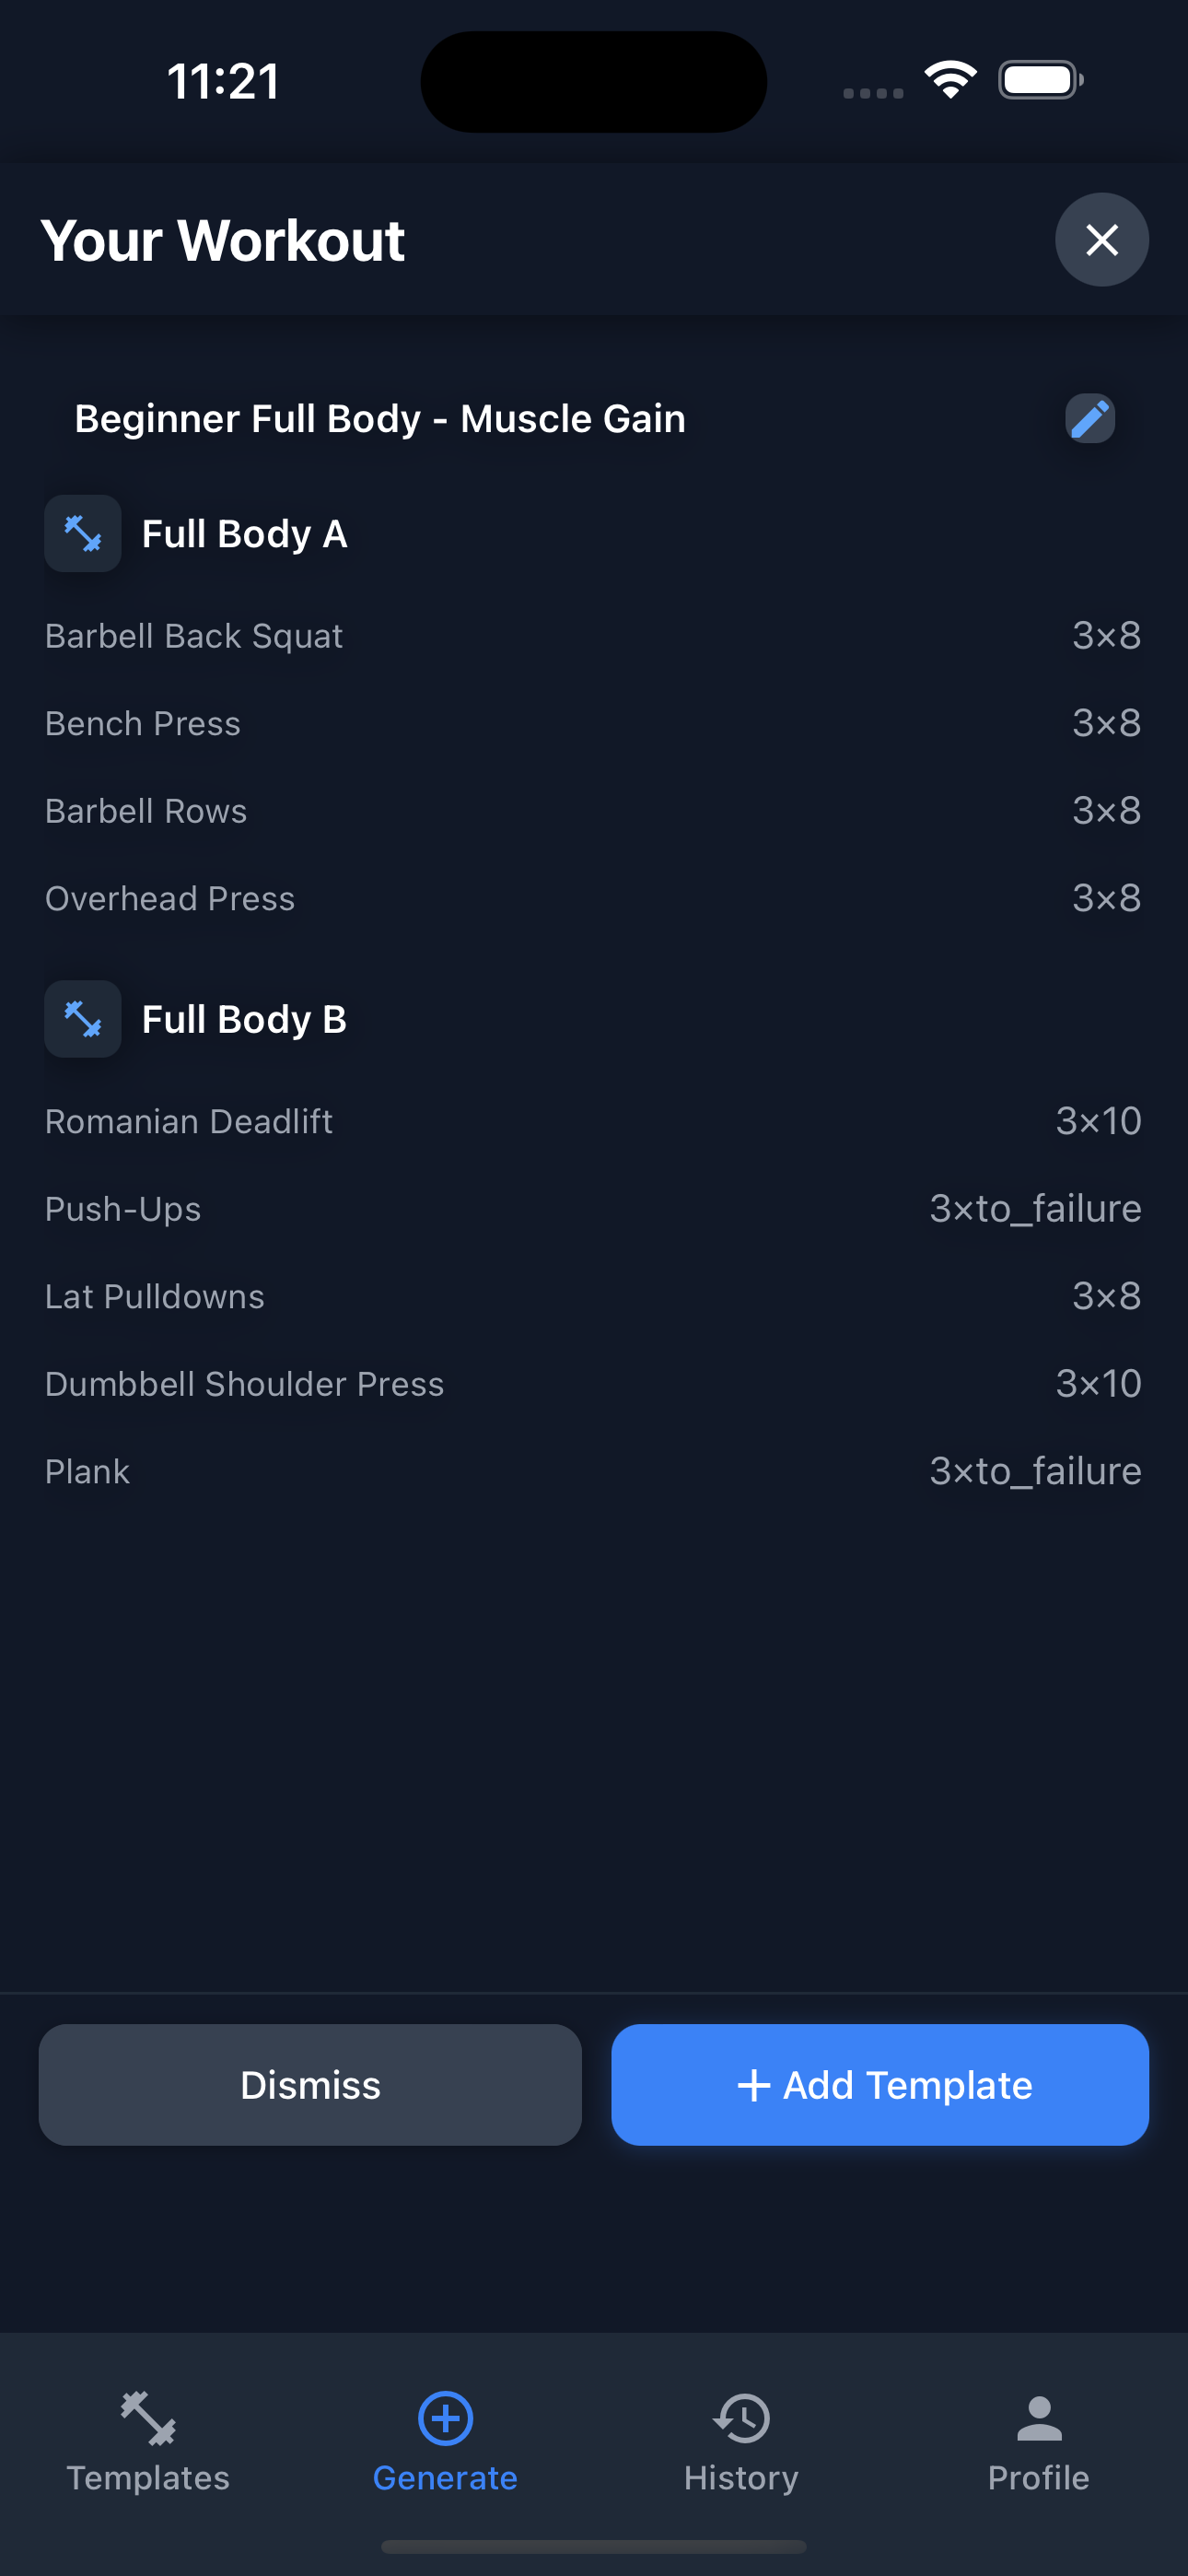 11:21
Your Workout
Beginner Full Body - Muscle Gain
Full Body A
Barbell Back Squat 3×8
Bench Press 3×8
Barbell Rows 3×8
Overhead Press 3×8
Full Body B
Romanian Deadlift 3×10
Push-Ups 3×to_failure
Lat Pulldowns 3×8
Dumbbell Shoulder Press 3×10
Plank 3×to_failure
Dismiss + Add Template
Templates Generate History Profile